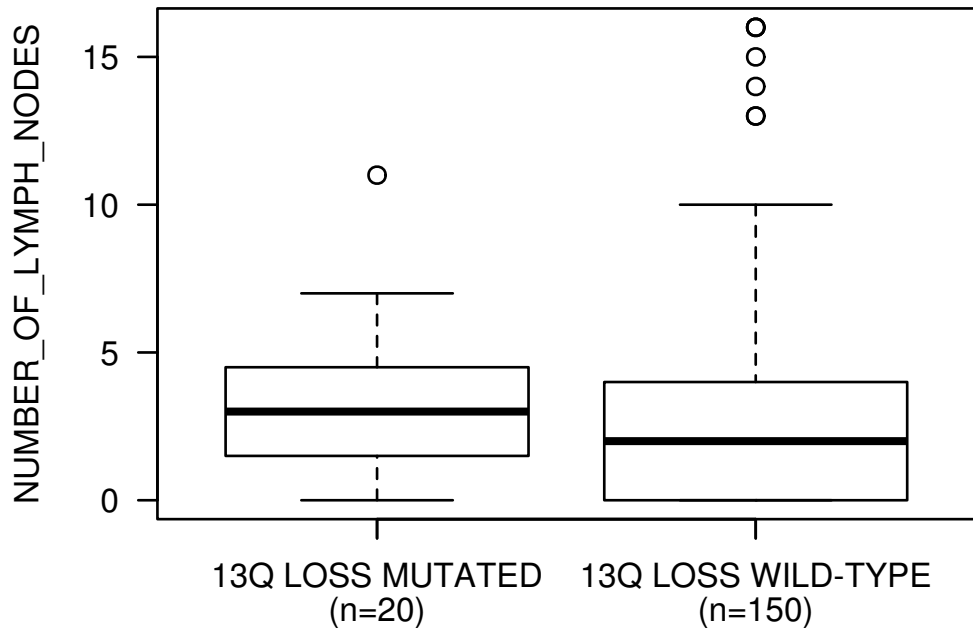 NUMBER_OF_LYMPH_NODES
15
10
5
0
13Q LOSS MUTATED
(n=20)
13Q LOSS WILD-TYPE
(n=150)